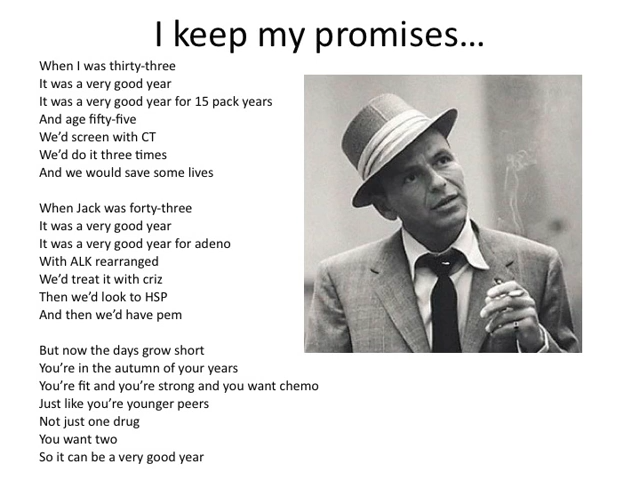 I keep my promises…
When I was thirty-three
It was a very good year
It was a very good year for 15 pack years
And age fifty-five
We'd screen with CT
We'd do it three times
And we would save some lives
When Jack was forty-three
It was a very good year
It was a very good year for adeno
With ALK rearranged
We'd treat it with criz
Then we'd look to HSP
And then we'd have pem
But now the days grow short
You're in the autumn of your years
You're fit and you're strong and you want chemo
Just like you're younger peers
Not just one drug
You want two
So it can be a very good year